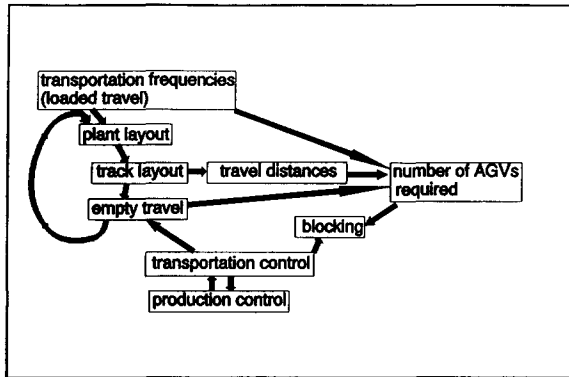 transportation frequencies
(loaded travel)
plant layout
track layout
travel distances
number of AGVs
required
empty travel
blocking
transportation control
production control